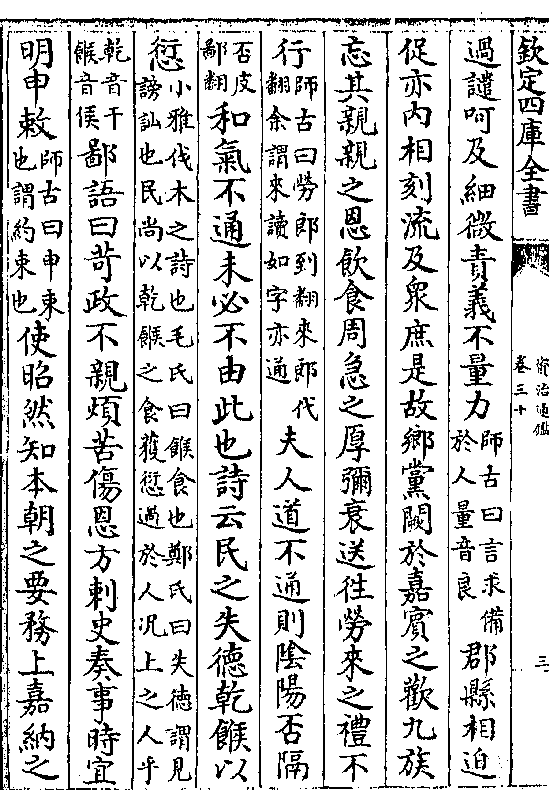 欽定四庫全書
資治通鑑
卷三十
三
過譴呵及細微責義不量力師古曰言求備於人量音良郡縣相迫
促亦内相刻流及衆庶是故鄉黨闕於嘉賓之歡九族
忘其親親之恩飲食周急之厚彌衰送往勞來之禮不
行師古曰勞郎到翻來郎代翻余謂來讀如字亦通夫人道不通則陰陽否隔
否皮鄙翻和氣不通未必不由此也詩云民之失德乾餱以
愆小雅伐木之詩也毛氏曰餱食也鄭氏曰失德謂見謗訕也民尚以乾餱之食獲愆過於人况上之人乎
乾音干餱音侯鄙語曰苛政不親煩苦傷恩方刺史奏事時宜
明申敕師古曰申束也謂約束也使昭然知本朝之要務上嘉納之